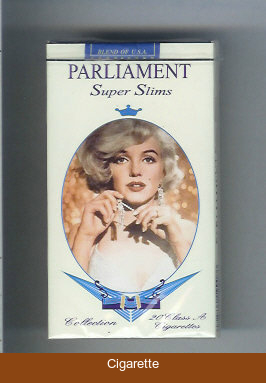 BLEND OF U.S.A.
PARLIAMENT
Super Slims
Collection
20 Class A
Cigarettes
Cigarette